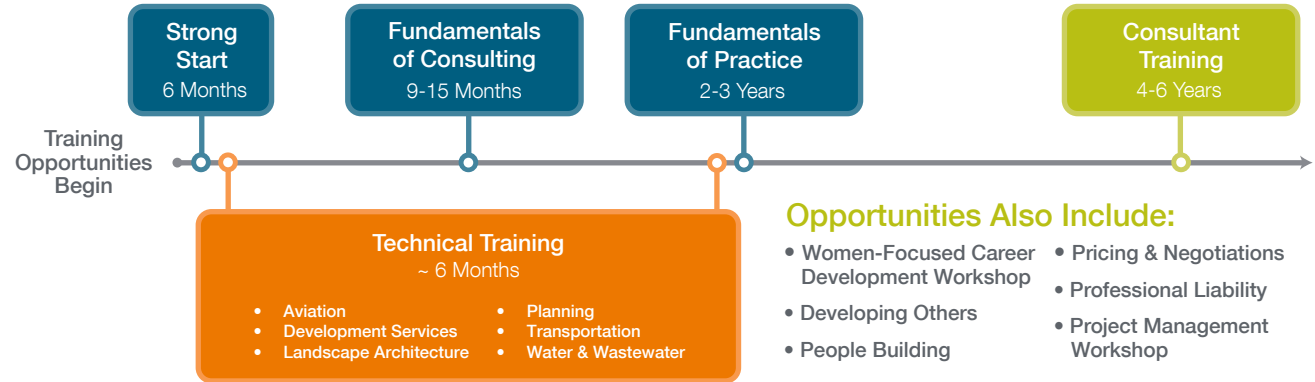 Strong
Start
6 Months
Fundamentals
of Consulting
9-15 Months
Fundamentals
of Practice
2-3 Years
Consultant
Training
4-6 Years
Training
Opportunities
Begin
Technical Training
~ 6 Months
• Aviation
• Development Services
• Landscape Architecture
• Planning
• Transportation
• Water & Wastewater
Opportunities Also Include:
• Women-Focused Career
Development Workshop
• Developing Others
• People Building
• Pricing & Negotiations
• Professional Liability
• Project Management
Workshop